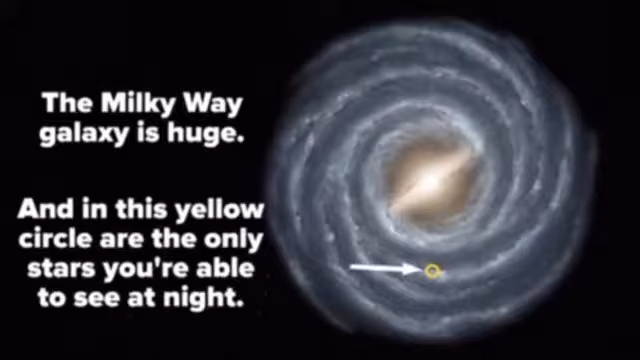 The Milky Way
galaxy is huge.
And in this yellow
circle are the only
stars you're able
to see at night.